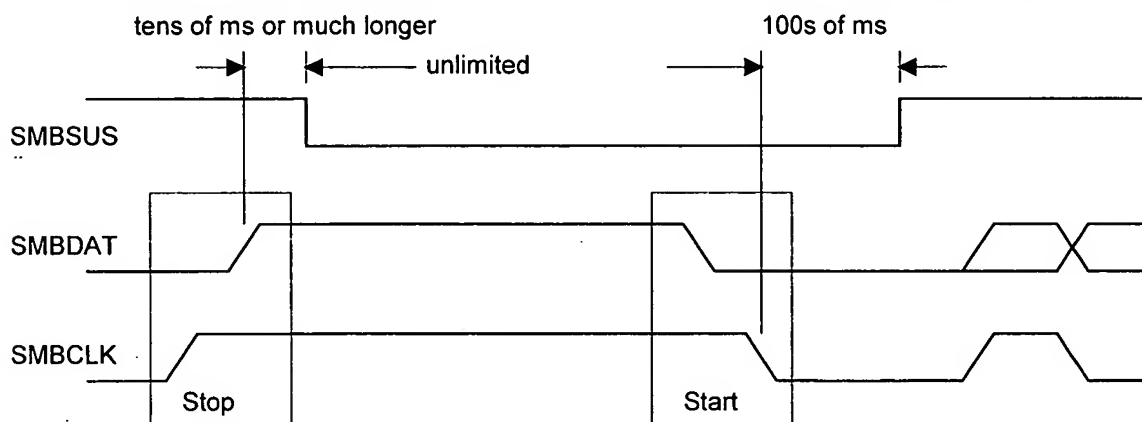 tens of ms or much longer
100s of ms
unlimited
SMBSUS
SMBDAT
SMBCLK
Stop
Start